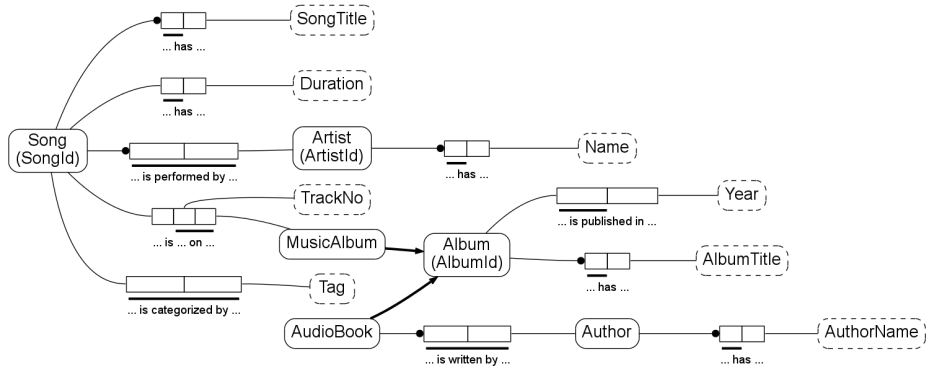 SongTitle
... has ...
Duration
... has ...
Song
(SongId)
Artist
(ArtistId)
Name
... is performed by ...
... has ...
TrackNo
Year
... is ... on ...
... is published in ...
MusicAlbum
Album
(AlbumId)
AlbumTitle
... has ...
Tag
... is categorized by ...
AudioBook
Author
AuthorName
... is written by ...
... has ...